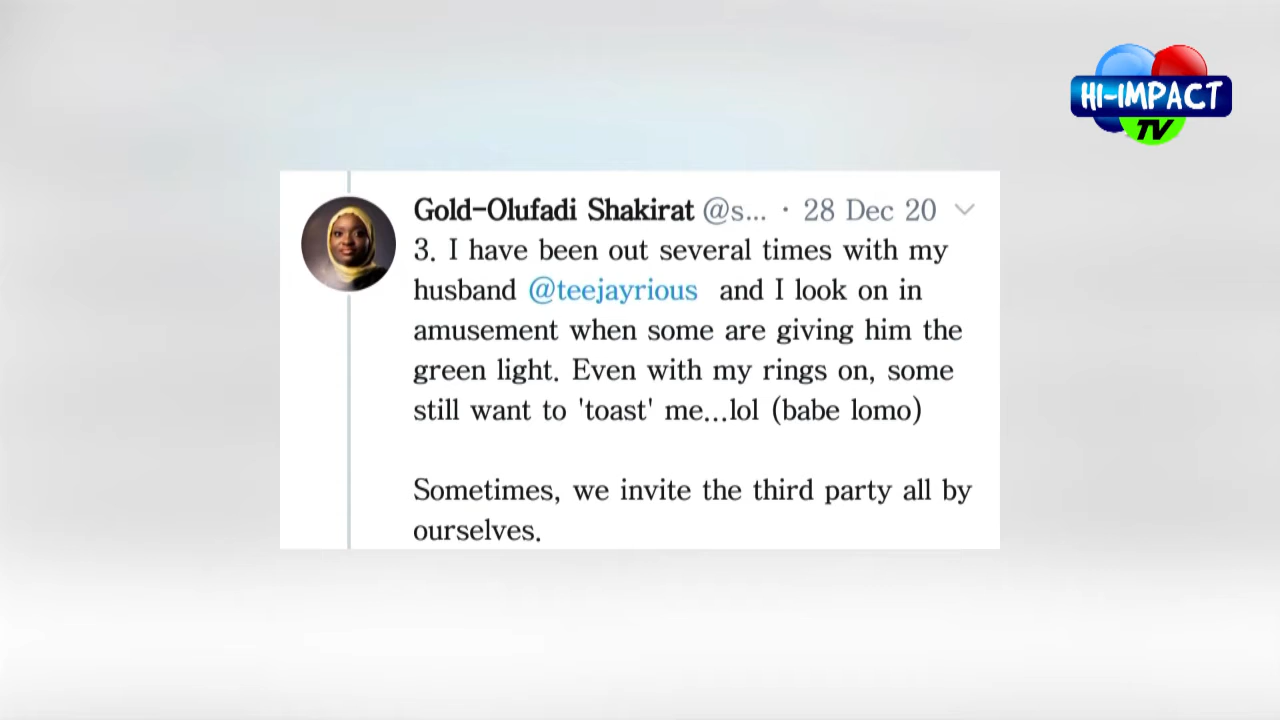 HI-IMPACT
TV
Gold-Olufadi Shakirat @s... · 28 Dec 20
3. I have been out several times with my
husband @teejayrious and I look on in
amusement when some are giving him the
green light. Even with my rings on, some
still want to 'toast' me...lol (babe lomo)
Sometimes, we invite the third party all by
ourselves.